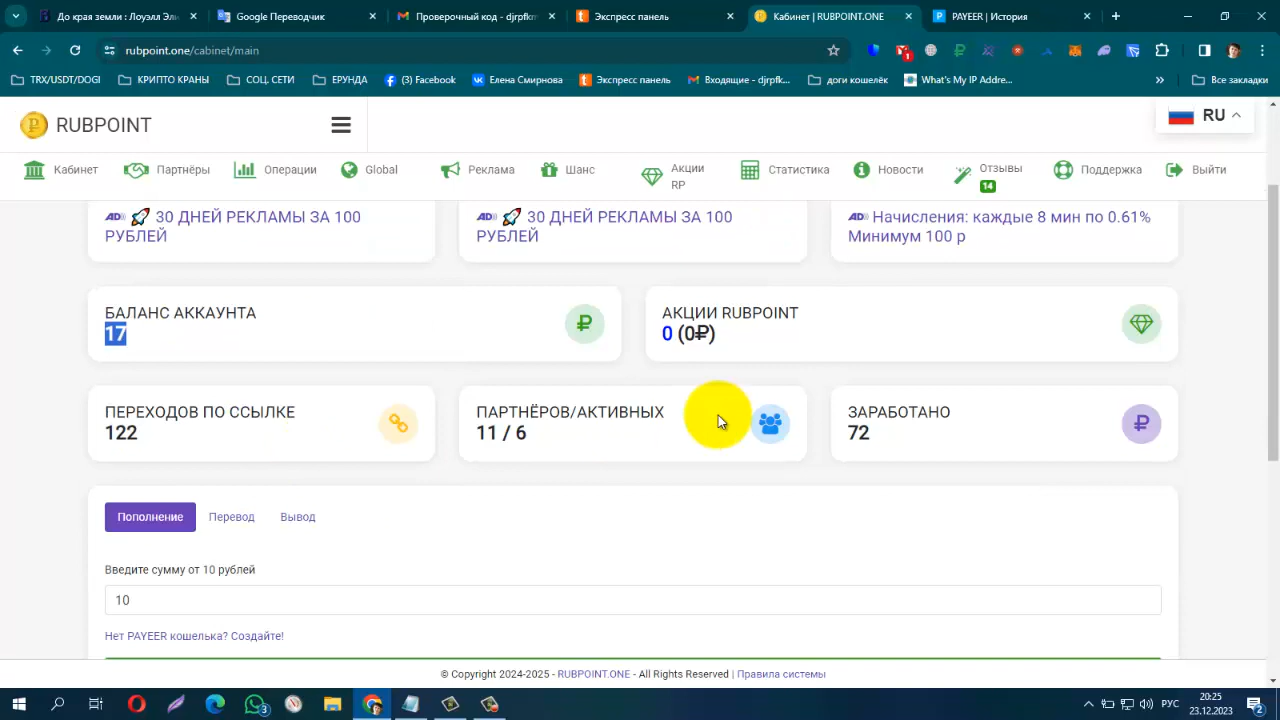 До края земли : Лоуэлл Эли
Google Переводчик
Проверочный код - djrpfkm
Экспресс панель
Кабинет | RUBPOINT.ONE
PAYEER | История
rubpoint.one/cabinet/main
TRX/USDT/DOGI
КРИПТО КРАНЫ
СОЦ. СЕТИ
ЕРУНДА
(3) Facebook
Елена Смирнова
Экспресс панель
Входящие - djrpfk...
доги кошелёк
What's My IP Addre...
Все закладки
RUBPOINT
RU
Кабинет
Партнёры
Операции
Global
Реклама
Шанс
Акции
RP
Статистика
Новости
Отзывы
14
Поддержка
Выйти
AD 🚀 30 ДНЕЙ РЕКЛАМЫ ЗА 100
РУБЛЕЙ
AD 🚀 30 ДНЕЙ РЕКЛАМЫ ЗА 100
РУБЛЕЙ
AD Начисления: каждые 8 мин по 0.61%
Минимум 100 р
БАЛАНС АККАУНТА
17
АКЦИИ RUBPOINT
0 (0₽)
ПЕРЕХОДОВ ПО ССЫЛКЕ
122
ПАРТНЁРОВ/АКТИВНЫХ
11 / 6
ЗАРАБОТАНО
72
Пополнение
Перевод
Вывод
Введите сумму от 10 рублей
10
Нет PAYEER кошелька? Создайте!
© Copyright 2024-2025 - RUBPOINT.ONE - All Rights Reserved | Правила системы
РУС
20:25
23.12.2023